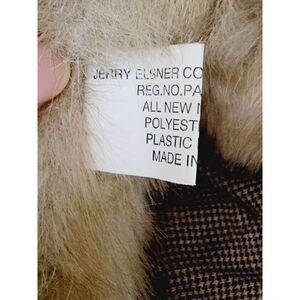 JERRY ELSNER CO
REG.NO.PA
ALL NEW
POLYEST
PLASTIC
MADE IN